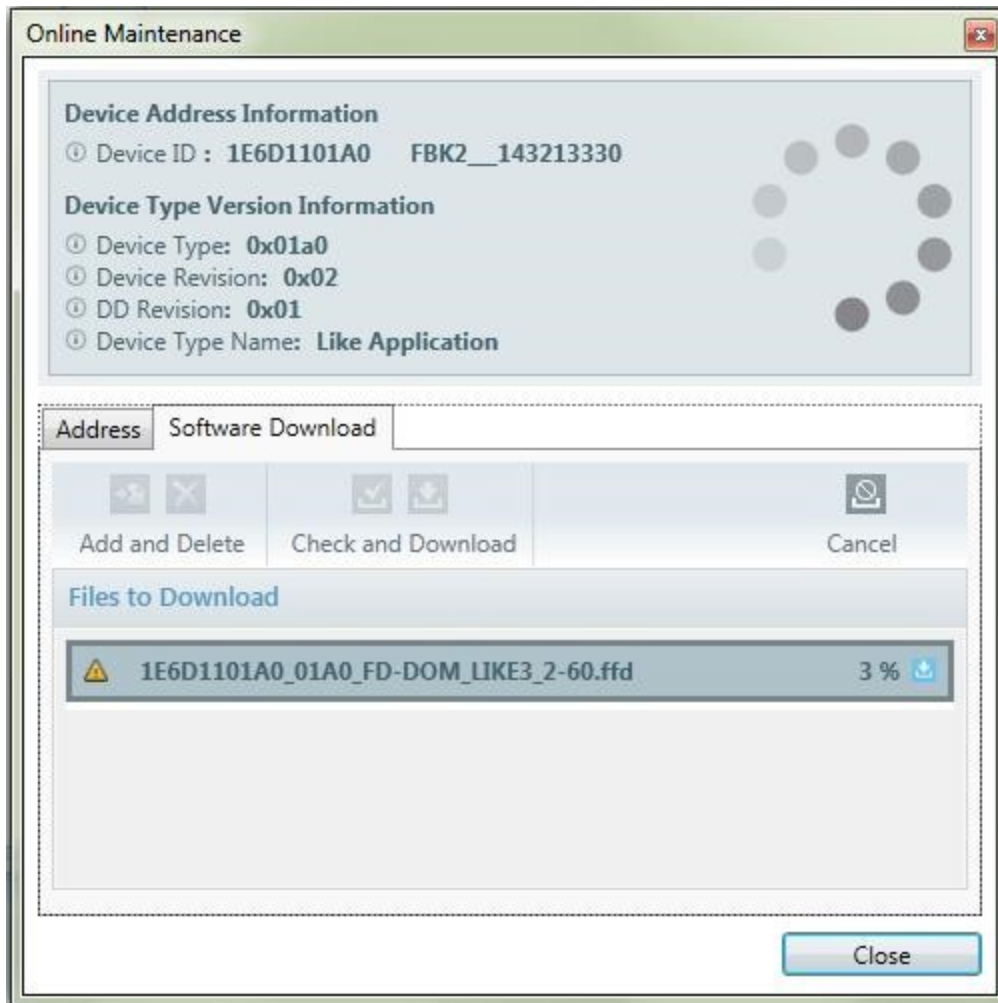 Online Maintenance
Device Address Information
Device ID : 1E6D1101A0 FBK2__143213330
Device Type Version Information
Device Type: 0x01a0
Device Revision: 0x02
DD Revision: 0x01
Device Type Name: Like Application
Address Software Download
Add and Delete Check and Download Cancel
Files to Download
1E6D1101A0_01A0_FD-DOM_LIKE3_2-60.ffd 3 %
Close